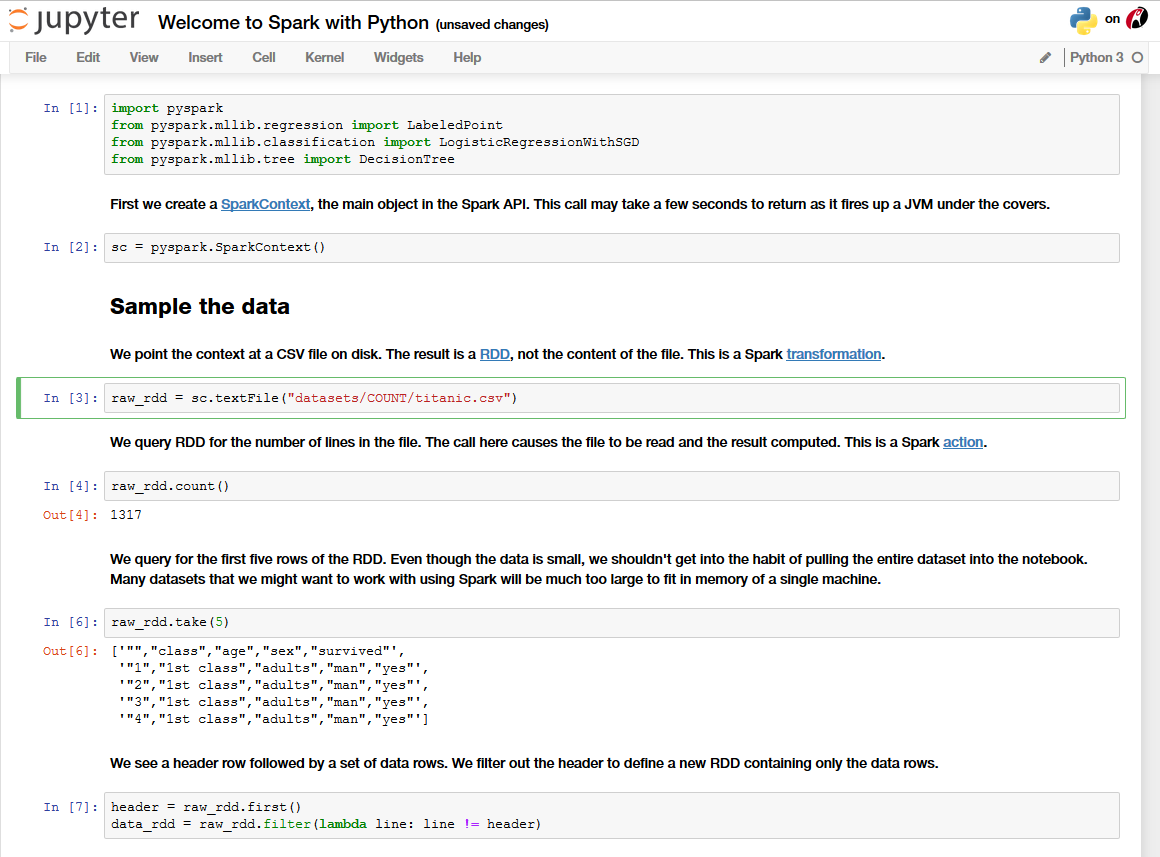 jupyter Welcome to Spark with Python (unsaved changes) on
File Edit View Insert Cell Kernel Widgets Help Python 3
In [1]: import pyspark
from pyspark.mllib.regression import LabeledPoint
from pyspark.mllib.classification import LogisticRegressionWithSGD
from pyspark.mllib.tree import DecisionTree
First we create a SparkContext, the main object in the Spark API. This call may take a few seconds to return as it fires up a JVM under the covers.
In [2]: sc = pyspark.SparkContext()
Sample the data
We point the context at a CSV file on disk. The result is a RDD, not the content of the file. This is a Spark transformation.
In [3]: raw_rdd = sc.textFile("datasets/COUNT/titanic.csv")
We query RDD for the number of lines in the file. The call here causes the file to be read and the result computed. This is a Spark action.
In [4]: raw_rdd.count()
Out[4]: 1317
We query for the first five rows of the RDD. Even though the data is small, we shouldn't get into the habit of pulling the entire dataset into the notebook.
Many datasets that we might want to work with using Spark will be much too large to fit in memory of a single machine.
In [6]: raw_rdd.take(5)
Out[6]: ['"","class","age","sex","survived"',
'"1","1st class","adults","man","yes"',
'"2","1st class","adults","man","yes"',
'"3","1st class","adults","man","yes"',
'"4","1st class","adults","man","yes"']
We see a header row followed by a set of data rows. We filter out the header to define a new RDD containing only the data rows.
In [7]: header = raw_rdd.first()
data_rdd = raw_rdd.filter(lambda line: line != header)